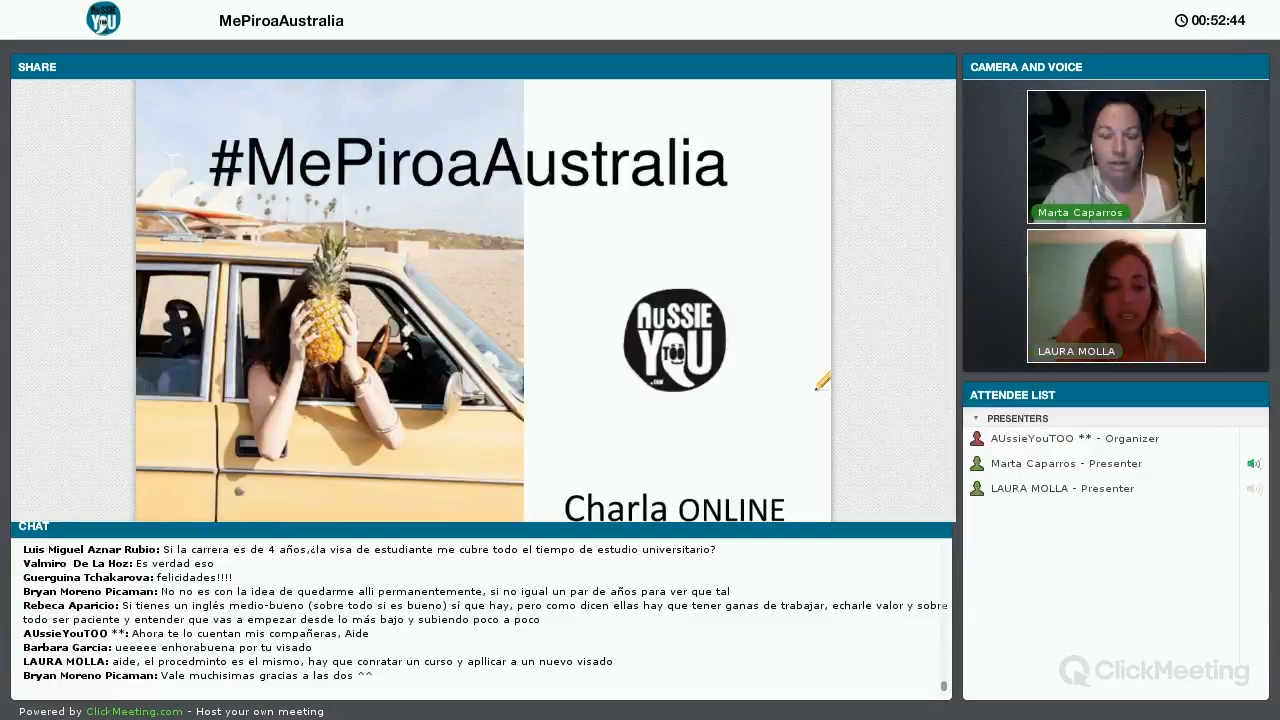 AUSSIE
YOU
TOO
MePiroaAustralia
00:52:44
SHARE
#MePiroaAustralia
AUSSIE
YOU
TOO
Charla ONLINE
CAMERA AND VOICE
Marta Caparros
LAURA MOLLA
ATTENDEE LIST
PRESENTERS
AUssieYouTOO ** - Organizer
Marta Caparros - Presenter
LAURA MOLLA - Presenter
CHAT
Luis Miguel Aznar Rubio: Si la carrera es de 4 años,¿la visa de estudiante me cubre todo el tiempo de estudio universitario?
Valmiro De La Hoz: Es verdad eso
Guerguina Tchakarova: felicidades!!!!
Bryan Moreno Picaman: No no es con la idea de quedarme alli permanentemente, si no igual un par de años para ver que tal
Rebeca Aparicio: Si tienes un inglés medio-bueno (sobre todo si es bueno) sí que hay, pero como dicen ellas hay que tener ganas de trabajar, echarle valor y sobre
todo ser paciente y entender que vas a empezar desde lo más bajo y subiendo poco a poco
AUssieYouTOO **: Ahora te lo cuentan mis compañeras, Aide
Barbara Garcia: ueeeee enhorabuena por tu visado
LAURA MOLLA: aide, el procedminto es el mismo, hay que conratar un curso y apllicar a un nuevo visado
Bryan Moreno Picaman: Vale muchisimas gracias a las dos ^^
ClickMeeting
Powered by ClickMeeting.com - Host your own meeting